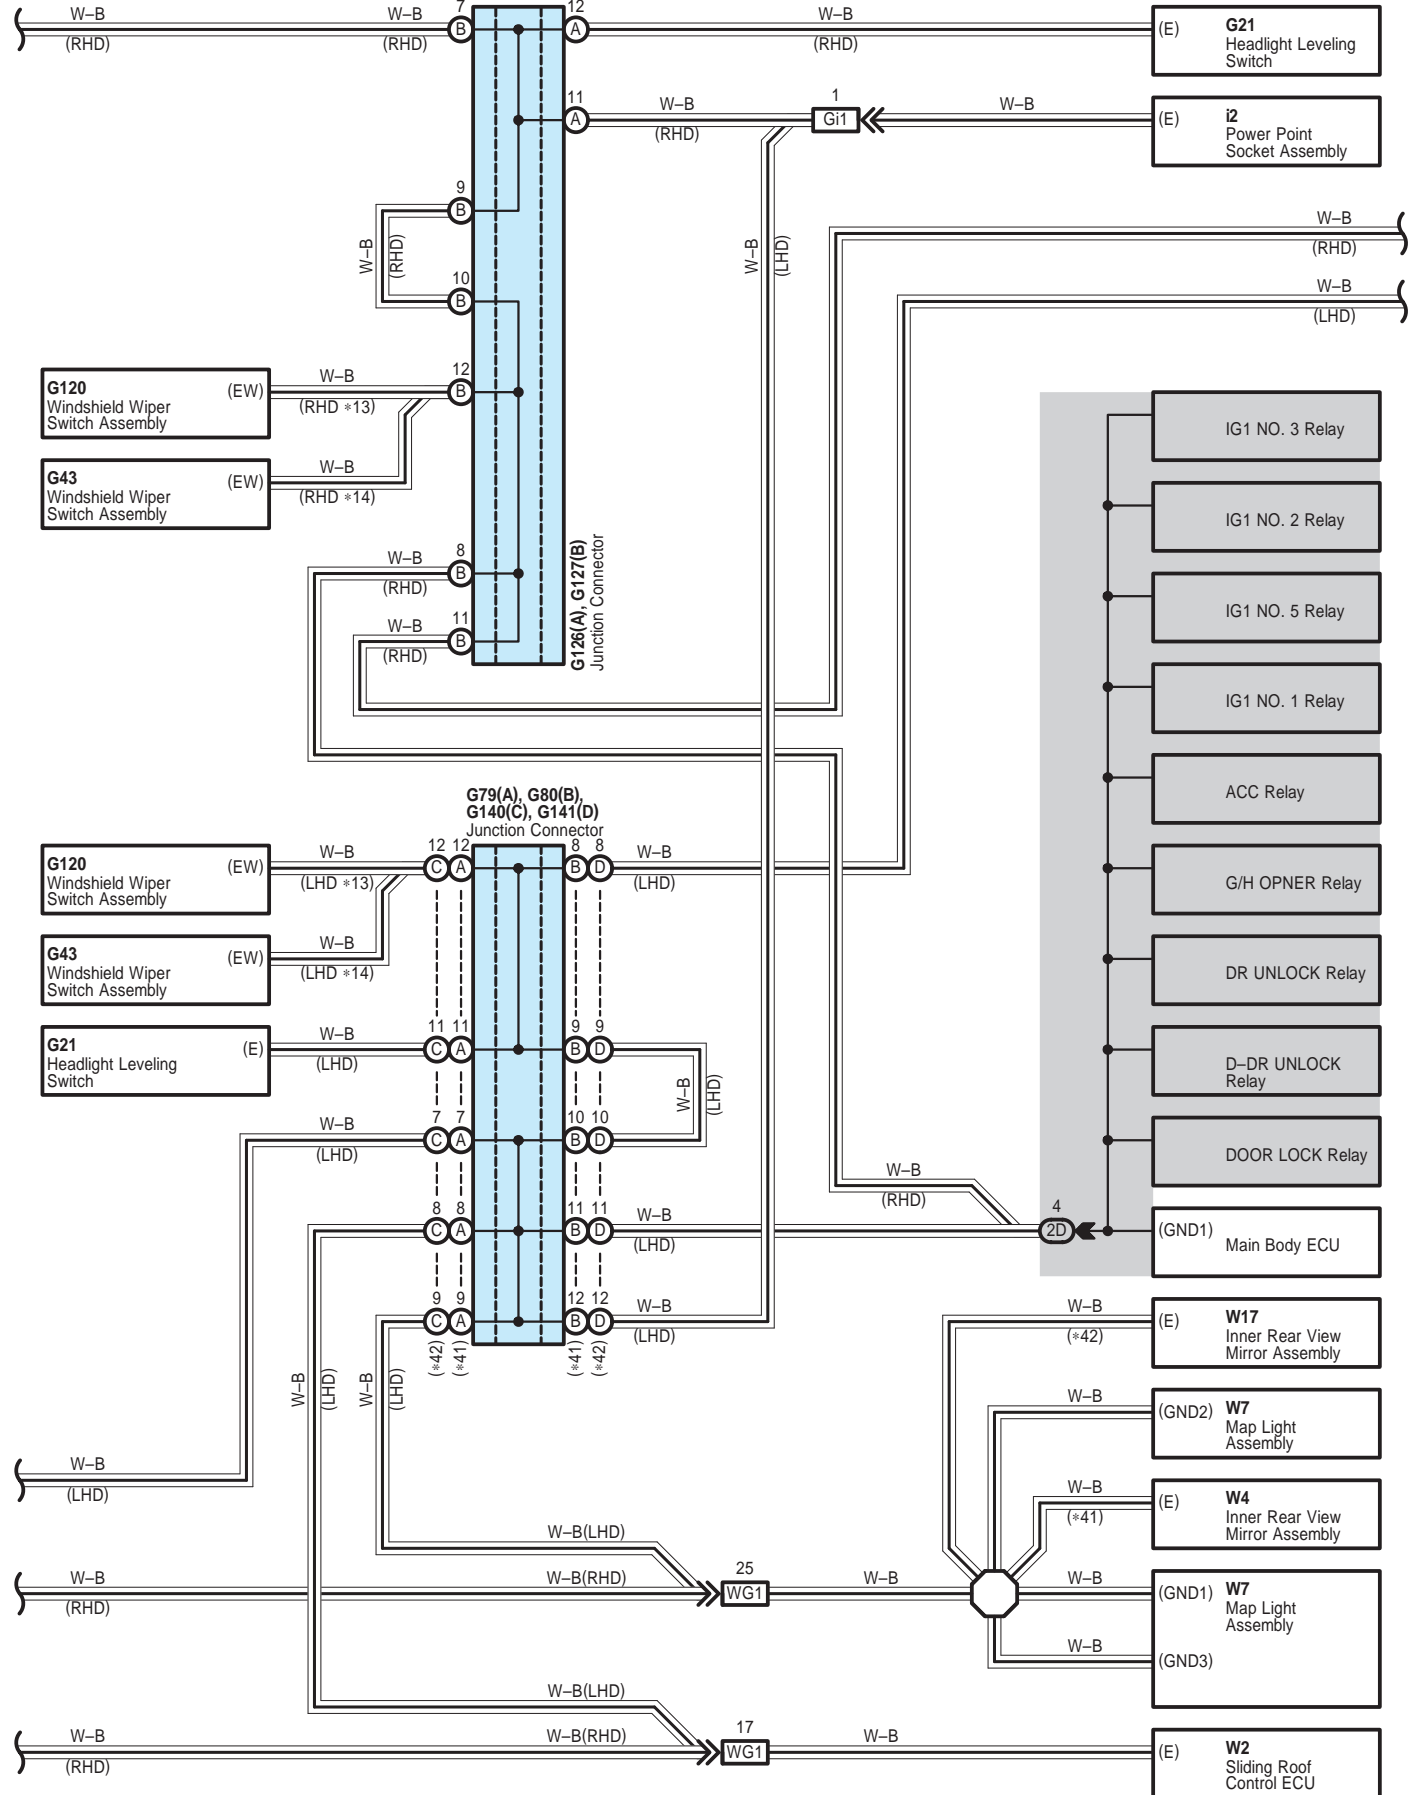 W–B
(RHD)
W–B
(RHD)
7
B
12
A
W–B
(RHD)
(E)
G21
Headlight Leveling
Switch
11
A
W–B
(RHD)
1
Gi1
W–B
(E)
i2
Power Point
Socket Assembly
9
B
W–B
(RHD)
10
B
W–B
(LHD)
W–B
(RHD)
W–B
(LHD)
G120
Windshield Wiper
Switch Assembly
(EW)
W–B
(RHD *13)
12
B
G43
Windshield Wiper
Switch Assembly
(EW)
W–B
(RHD *14)
W–B
(RHD)
8
B
W–B
(RHD)
11
B
G126(A), G127(B)
Junction Connector
IG1 NO. 3 Relay
IG1 NO. 2 Relay
IG1 NO. 5 Relay
IG1 NO. 1 Relay
ACC Relay
G/H OPNER Relay
DR UNLOCK Relay
D–DR UNLOCK
Relay
DOOR LOCK Relay
(GND1)
Main Body ECU
4
2D
G79(A), G80(B),
G140(C), G141(D)
Junction Connector
G120
Windshield Wiper
Switch Assembly
(EW)
W–B
(LHD *13)
12 12
C A
8 8
B D
W–B
(LHD)
G43
Windshield Wiper
Switch Assembly
(EW)
W–B
(LHD *14)
G21
Headlight Leveling
Switch
(E)
W–B
(LHD)
11 11
C A
9 9
B D
W–B
(LHD)
W–B
(LHD)
7 7
C A
10 10
B D
W–B
(RHD)
8 8
C A
11 11
B D
W–B
(LHD)
9 9
C A
12 12
B D
W–B
(LHD)
(*42)
(*41)
(*41)
(*42)
W–B
(LHD)
W–B
(LHD)
W–B
(*42)
(E)
W17
Inner Rear View
Mirror Assembly
W–B
(GND2)
W7
Map Light
Assembly
W–B
(LHD)
W–B
(*41)
(E)
W4
Inner Rear View
Mirror Assembly
W–B(LHD)
W–B
(RHD)
W–B(RHD)
25
WG1
W–B
W–B
(GND1)
W7
Map Light
Assembly
W–B
(GND3)
W–B(LHD)
W–B
(RHD)
W–B(RHD)
17
WG1
W–B
(E)
W2
Sliding Roof
Control ECU